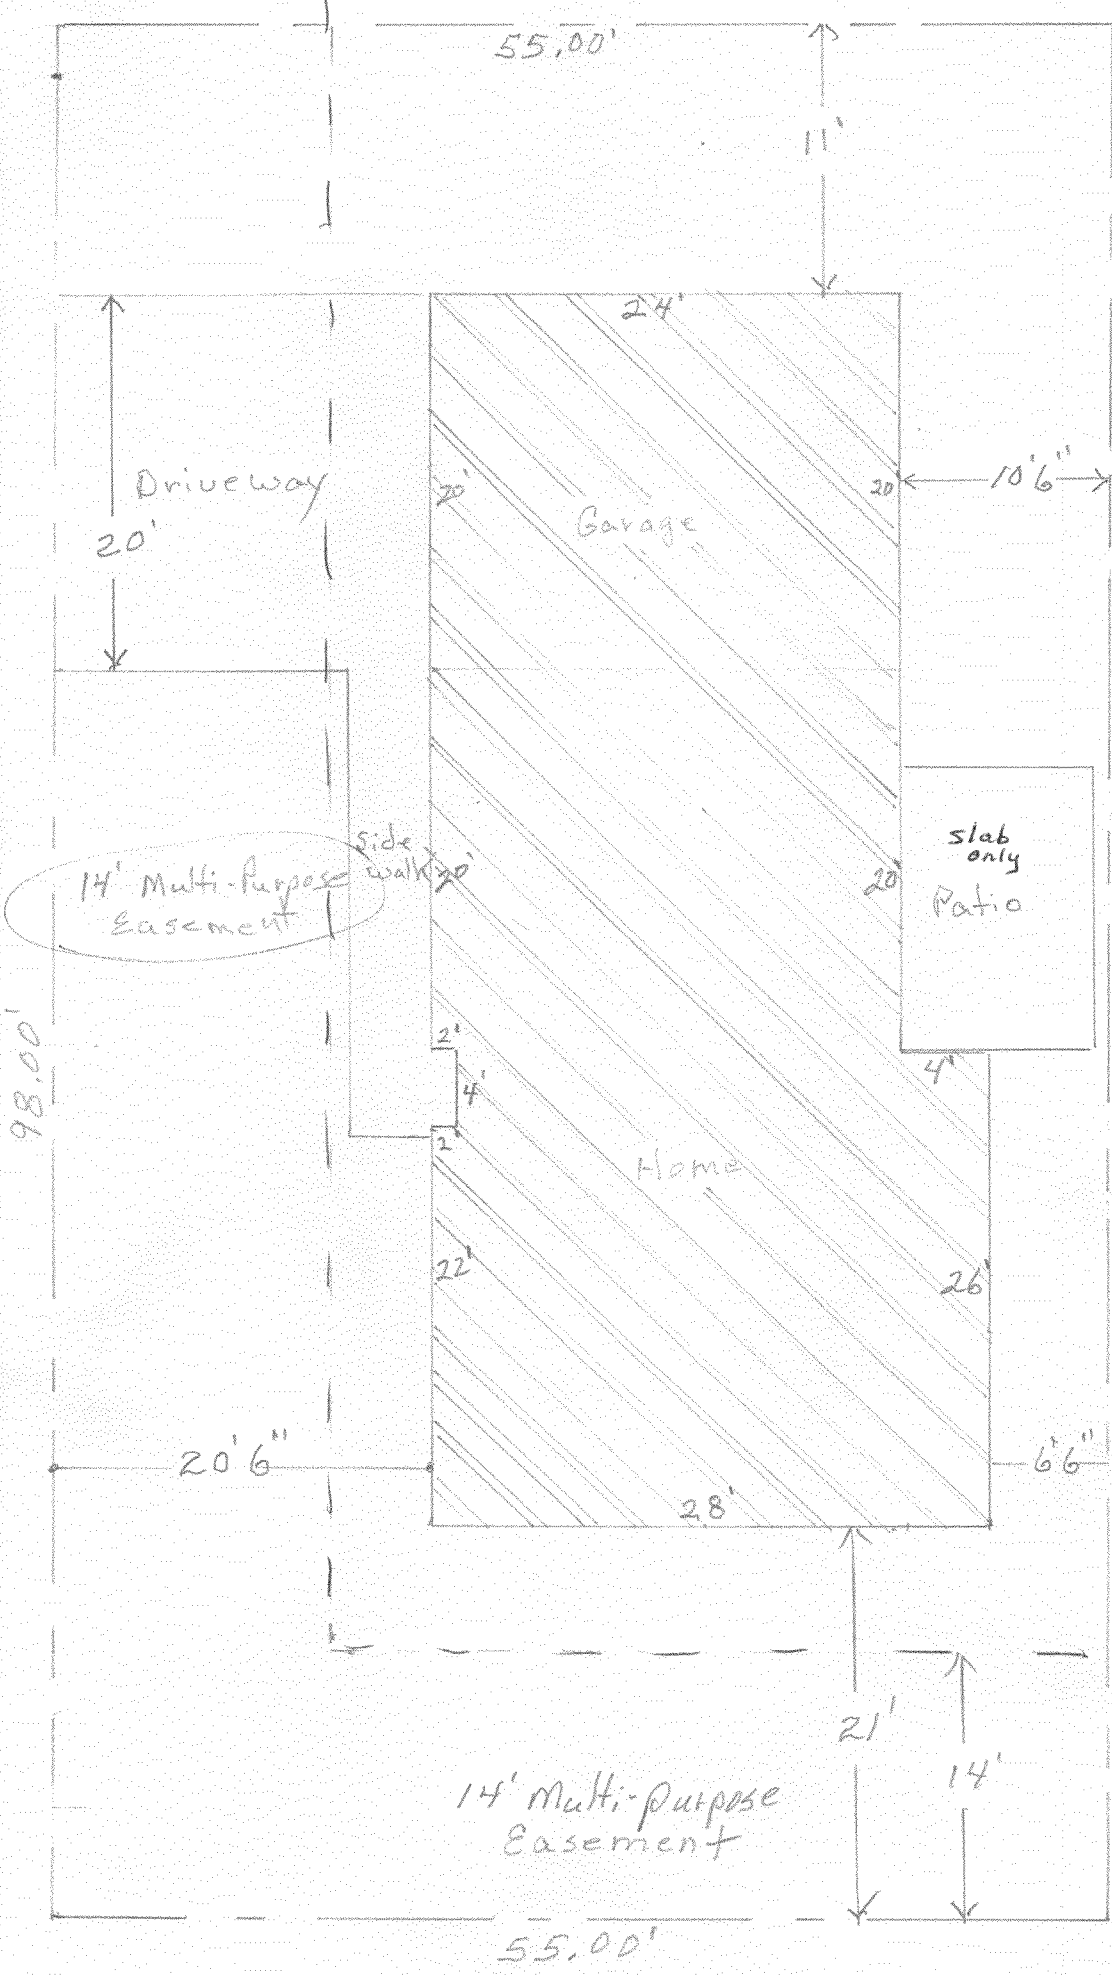 55.00'
11'
24'
Driveway
20'
20'
20'
10'6"
Garage
Side
walk
20'
20'
slab
only
Patio
14' Multi-Purpose
Easement
98.00'
2'
4'
2'
4'
Home
22'
26'
20' 6"
6'6"
28'
21'
14'
14' Multi-purpose
Easement
55.00'